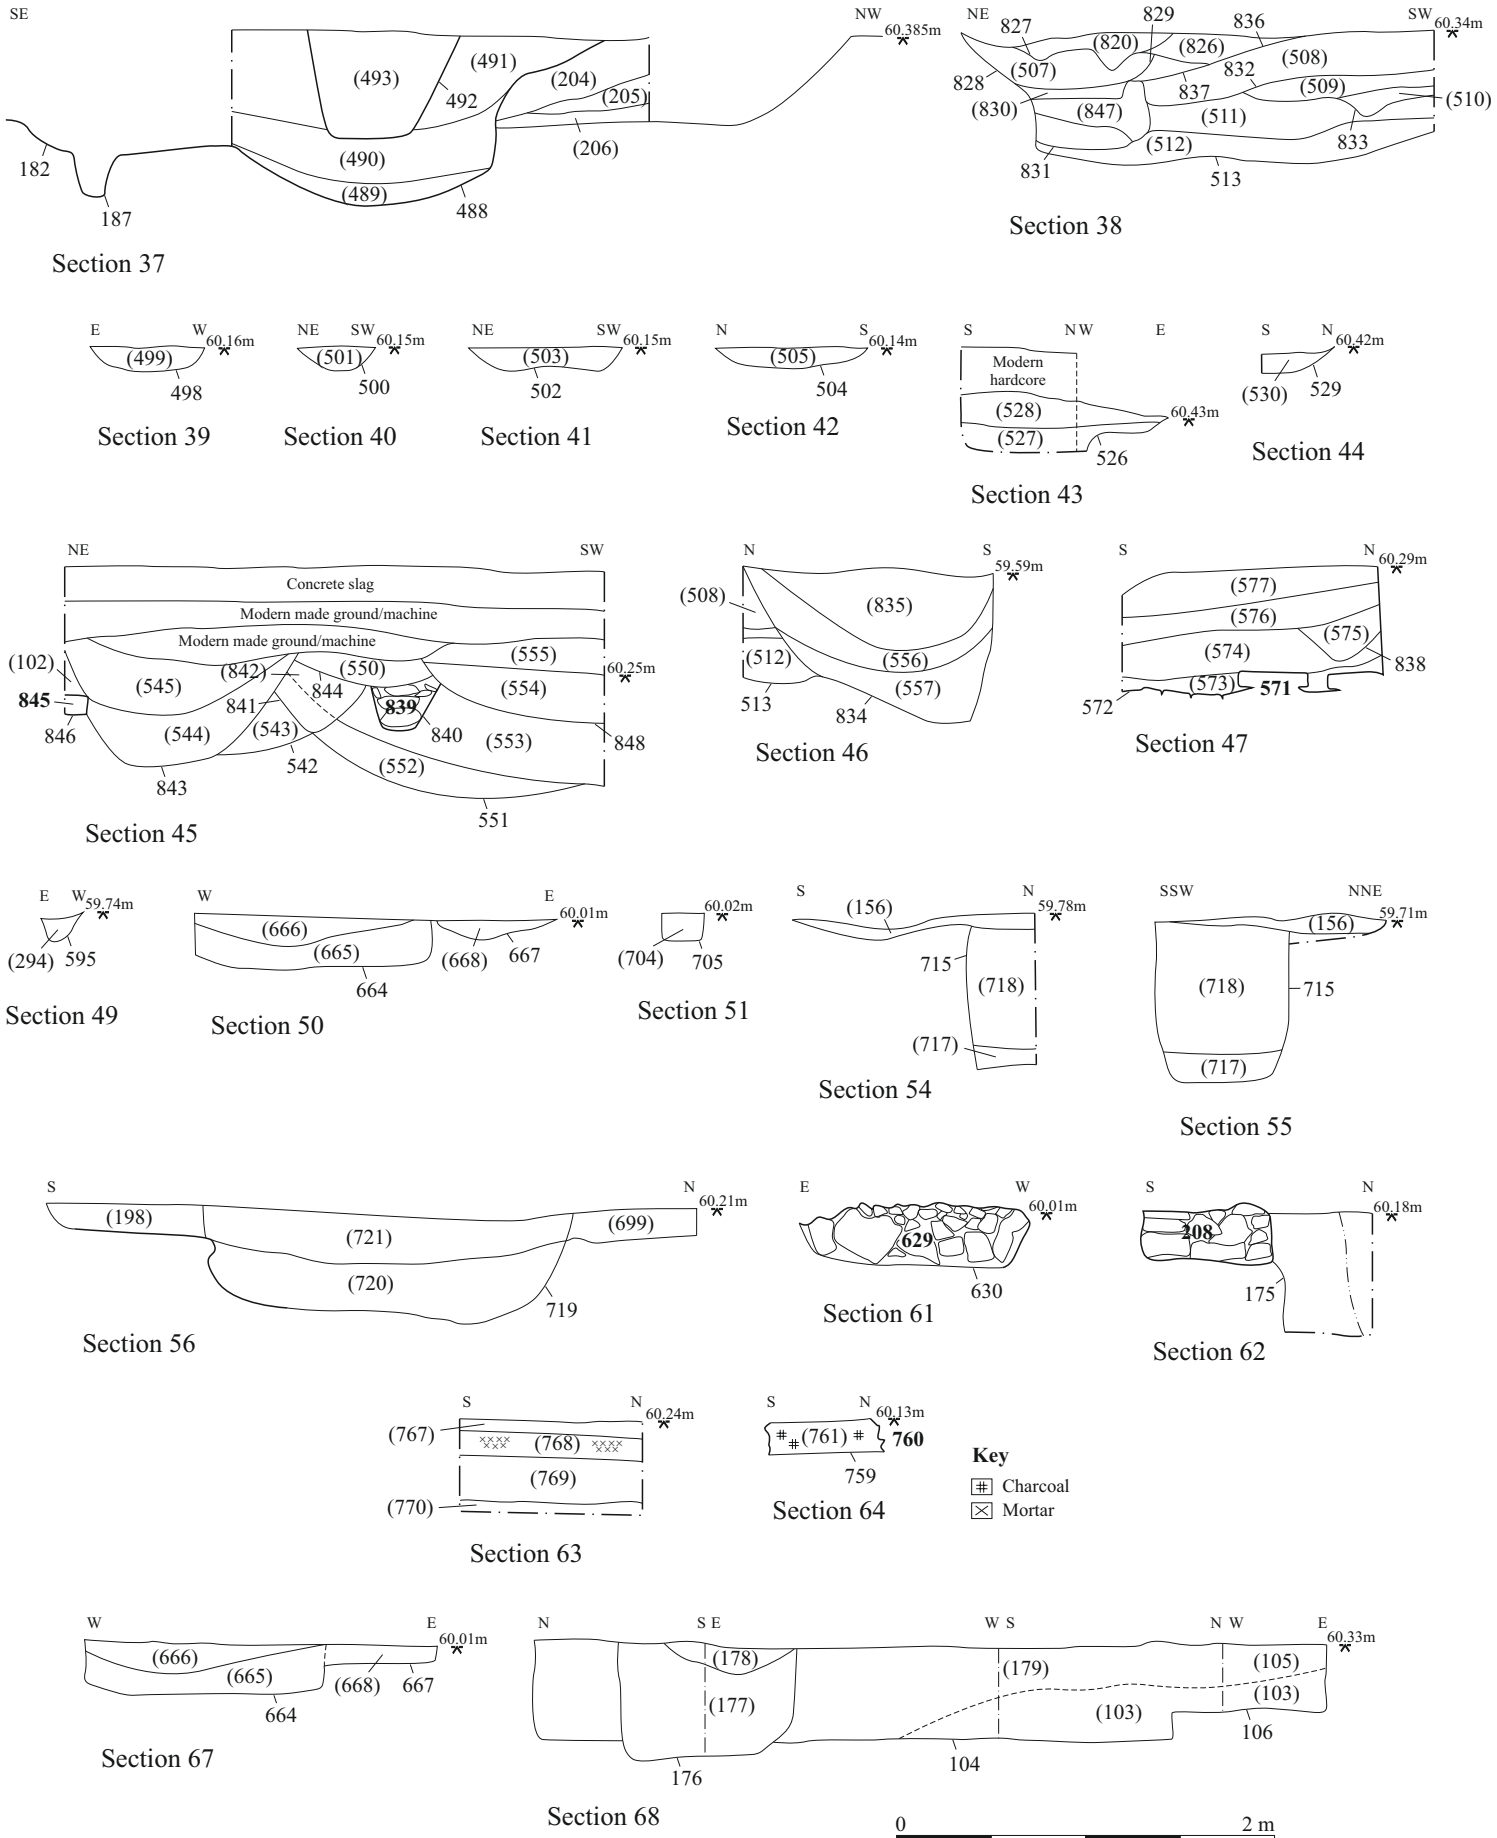 SE NW 60.385m
(493) (491) 492 (204) (205) (206)
182 187 (490) (489) 488
Section 37
NE SW 60.34m
827 829 836
(820) (826) (508)
(507) 832
828 837 (509) (510)
(830) (847) (511)
831 (512) 833
513
Section 38
E W 60.16m
(499)
498
Section 39
NE SW 60.15m
(501)
500
Section 40
NE SW 60.15m
(503)
502
Section 41
N S 60.14m
(505)
504
Section 42
S N W E
Modern
hardcore
(528) 60.43m
(527) 526
Section 43
S N 60.42m
(530) 529
Section 44
NE SW
Concrete slag
Modern made ground/machine
Modern made ground/machine
(102) (842) (550) (555) 60.25m
845 (545) 844 (554)
841 839
846 (544) (543) 840 (553) 848
542 (552)
843 551
Section 45
N S 59.59m
(508) (835)
(512) (556)
513 (557)
834
Section 46
S N 60.29m
(577)
(576)
(574) (575)
838
572 (573) 571
Section 47
E W 59.74m
(294) 595
Section 49
W E 60.01m
(666)
(665) (668) 667
664
Section 50
60.02m
(704) 705
Section 51
S N 59.78m
(156)
715 (718)
(717)
Section 54
SSW NNE 59.71m
(156)
(718) 715
(717)
Section 55
S N 60.21m
(198) (721) (699)
(720)
719
Section 56
E W 60.01m
629
630
Section 61
S N 60.18m
208
175
Section 62
S N 60.24m
(767)
(768)
(769)
(770)
Section 63
S N 60.13m
(761) 760
759
Section 64
Key
Charcoal
Mortar
W E 60.01m
(666)
(665) (668) 667
664
Section 67
N S E W S N W E 60.33m
(178) (179) (105)
(177) (103) (103)
176 104 106
Section 68
0 2 m